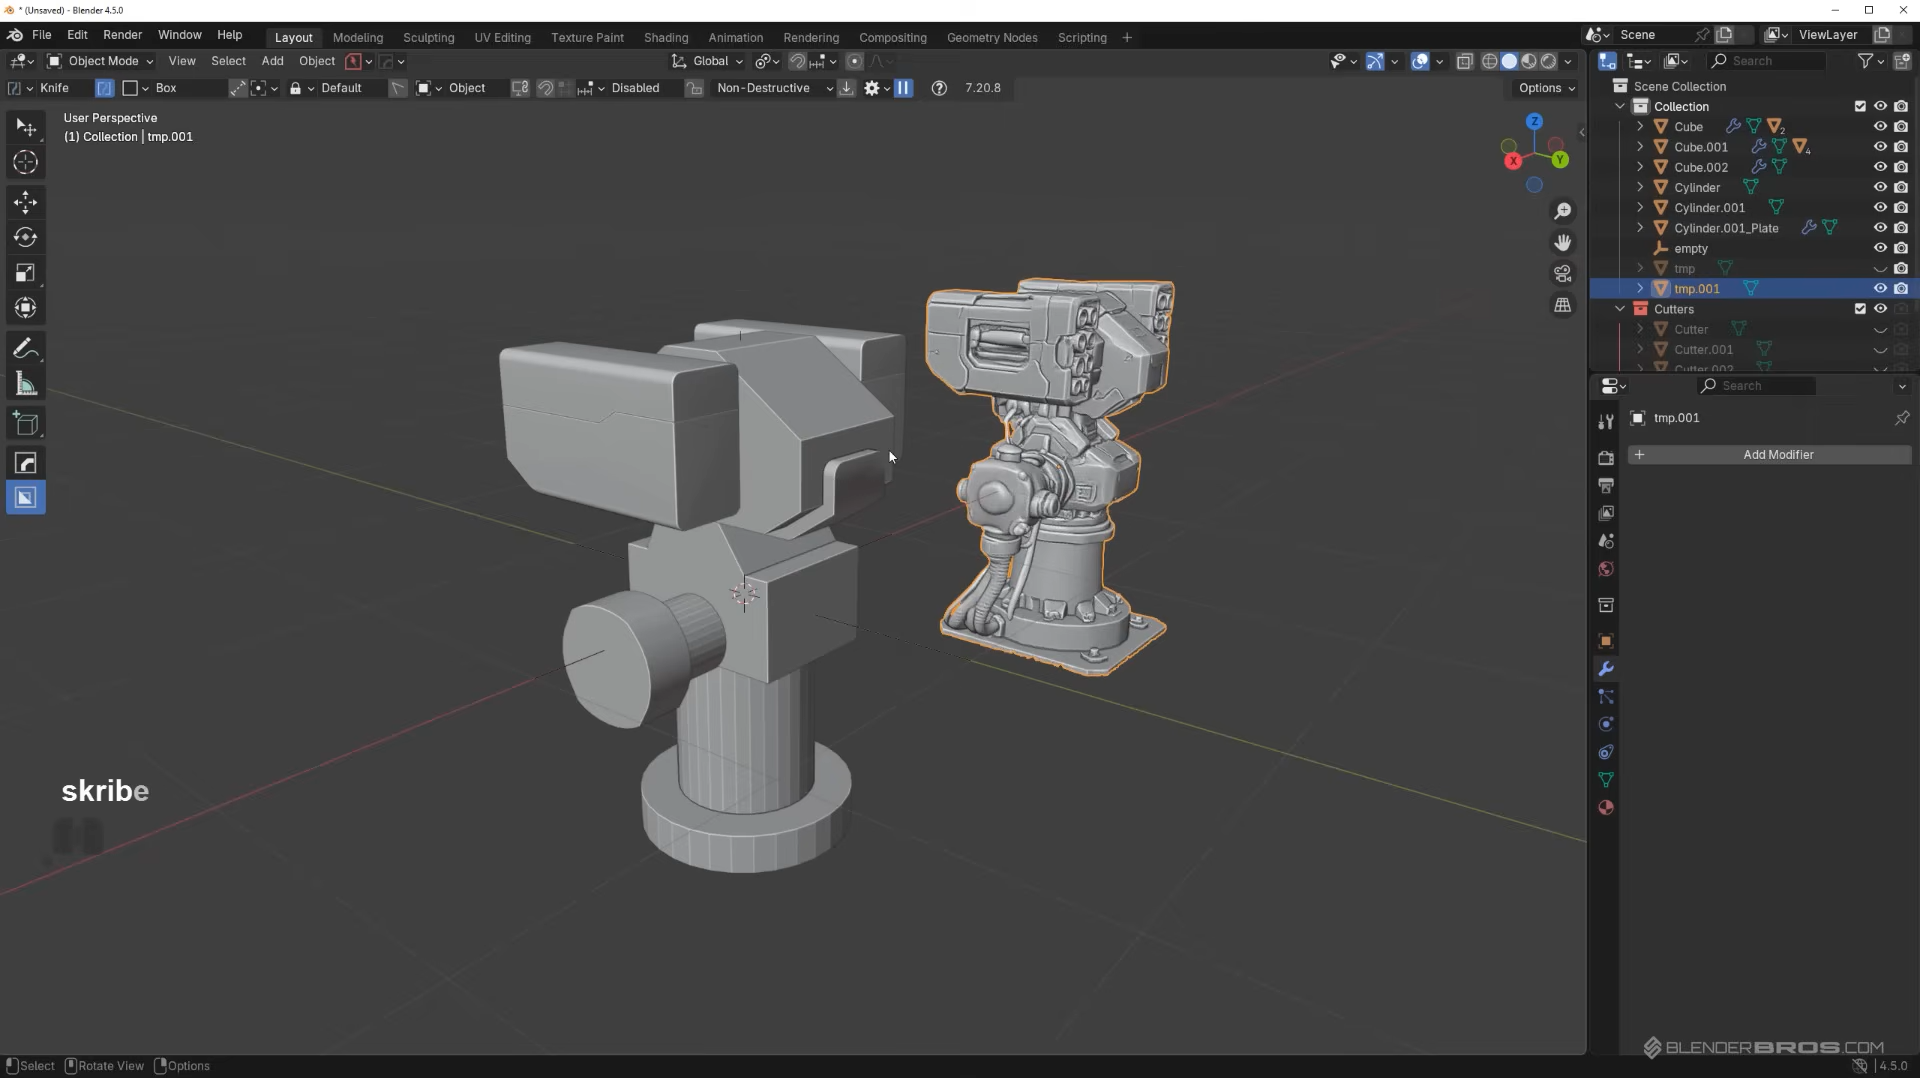 * (Unsaved) - Blender 4.5.0
File Edit Render Window Help Layout Modeling Sculpting UV Editing Texture Paint Shading Animation Rendering Compositing Geometry Nodes Scripting + Scene ViewLayer
Object Mode View Select Add Object Global Search
Knife Box Default Object Disabled Non-Destructive 7.20.8 Options
User Perspective
(1) Collection | tmp.001
Z
X
Y
Scene Collection
Collection
Cube 2
Cube.001 4
Cube.002
Cylinder
Cylinder.001
Cylinder.001_Plate
empty
tmp
tmp.001
Cutters
Cutter
Cutter.001
Cutter.002
Search
tmp.001
+ Add Modifier
skribe
BLENDERBROS.COM
Select Rotate View Options 4.5.0